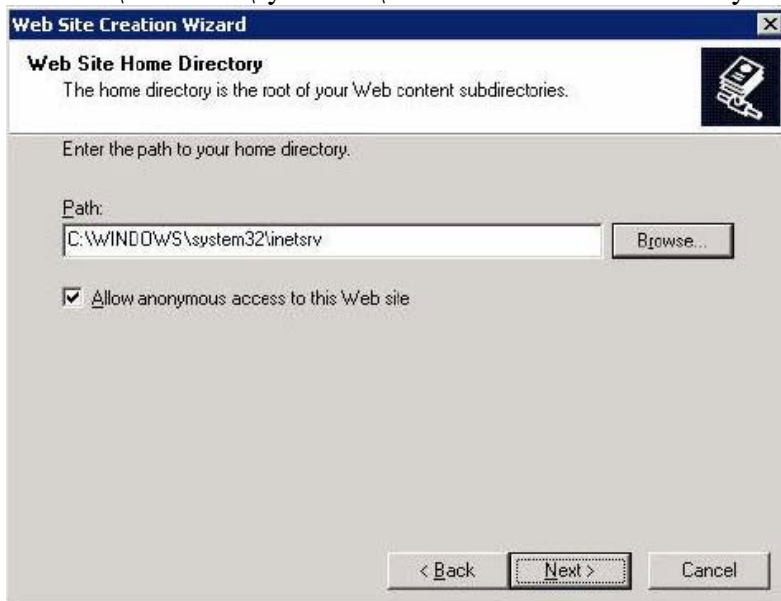 Web Site Creation Wizard
Web Site Home Directory
The home directory is the root of your Web content subdirectories.
Enter the path to your home directory.
Path:
C:\WINDOWS\system32\inetsrv
Browse...
Allow anonymous access to this Web site
< Back
Next >
Cancel